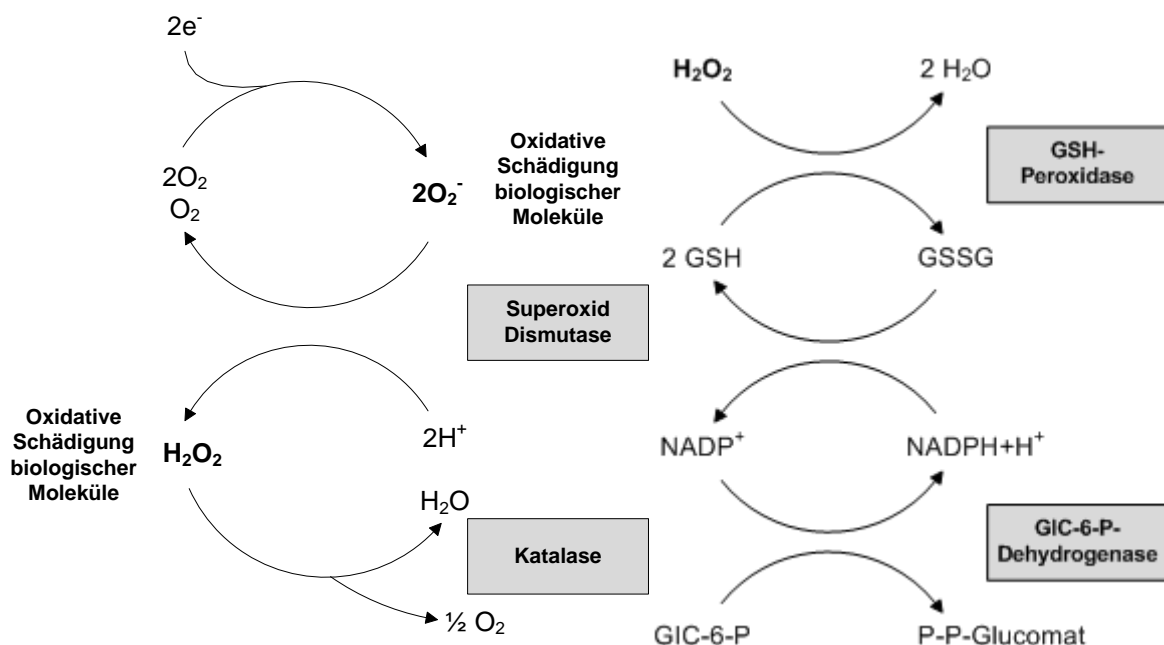 2e⁻
2O₂
O₂
2O₂⁻
Oxidative
Schädigung
biologischer
Moleküle
Superoxid
Dismutase
Oxidative
Schädigung
biologischer
Moleküle
H₂O₂
2H⁺
H₂O
Katalase
½ O₂
H₂O₂
2 H₂O
GSH-
Peroxidase
2 GSH
GSSG
NADP⁺
NADPH+H⁺
GIC-6-P-
Dehydrogenase
GIC-6-P
P-P-Glucomat